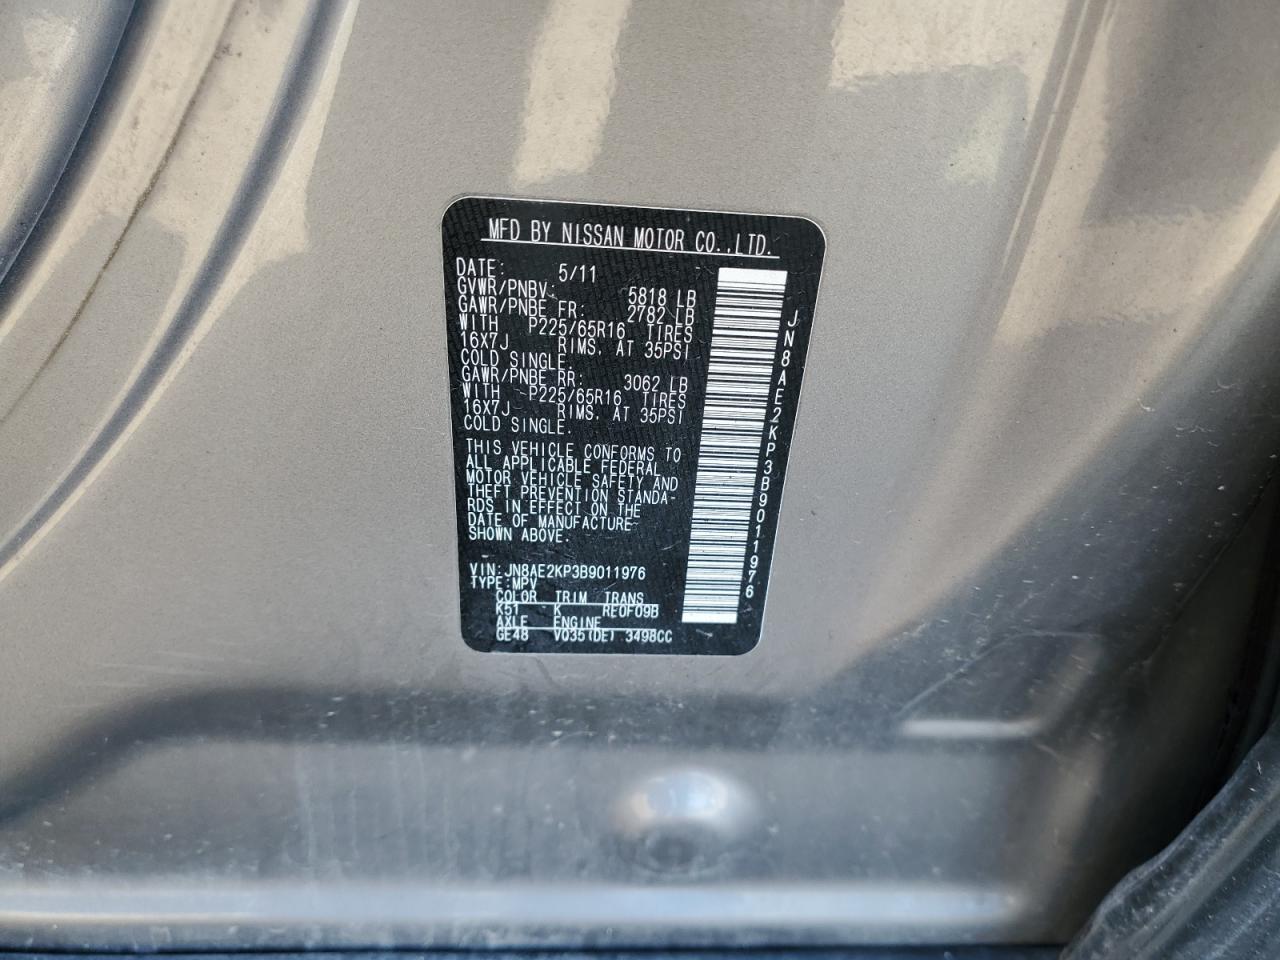 MFD BY NISSAN MOTOR CO.,LTD.
DATE: 5/11
GVWR/PNBV: 5818 LB
GAWR/PNBE FR: 2782 LB
WITH P225/65R16 TIRES
16X7J RIMS, AT 35PSI
COLD SINGLE.
GAWR/PNBE RR: 3062 LB
WITH P225/65R16 TIRES
16X7J RIMS, AT 35PSI
COLD SINGLE.
THIS VEHICLE CONFORMS TO
ALL APPLICABLE FEDERAL
MOTOR VEHICLE SAFETY AND
THEFT PREVENTION STANDA-
RDS IN EFFECT ON THE
DATE OF MANUFACTURE
SHOWN ABOVE.
VIN:JN8AE2KP3B9011976
TYPE:MPV
COLOR TRIM TRANS
K51 K RE0F09B
AXLE ENGINE
GE48 VQ35(DE) 3498CC
JN8AE2KP3B9011976